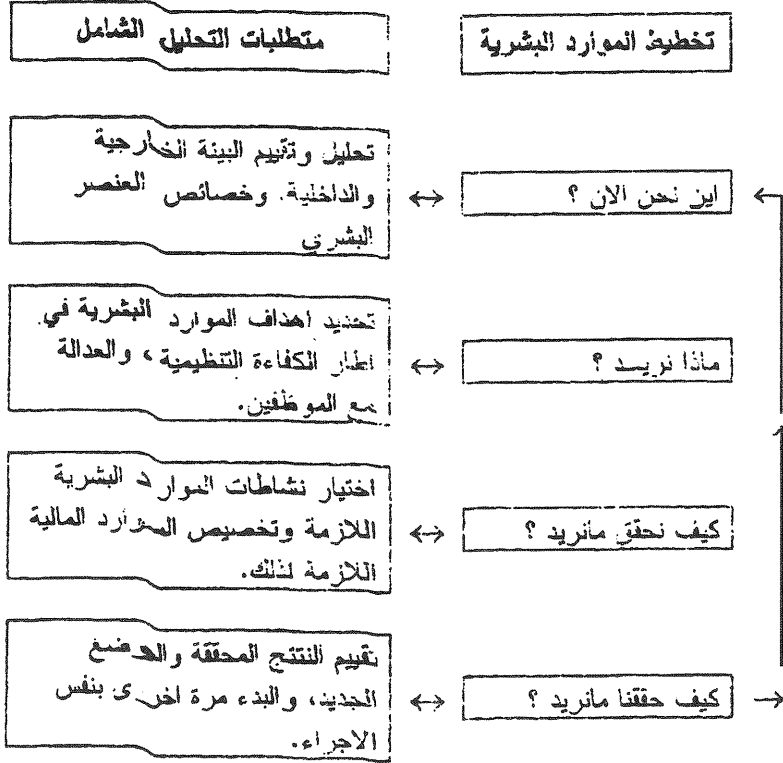 تخطيط الموارد البشرية
متطلبات التحليل الشامل
اين نحن الان ؟
تحليل وتقييم البيئة الخارجية
والداخلية. وخصائص العنصر
البشري
ماذا نريد ؟
تحديد اهداف الموارد البشرية في
اطار الكفاءة التنظيمية، والعدالة
مع الموظفين.
كيف نحقق مانريد ؟
اختيار نشاطات الموارد البشرية
اللازمة وتخصيص الموارد المالية
اللازمة لذلك.
كيف حققنا مانريد ؟
تقييم النتتج المحققة والوضع
الجديد، والبدء مرة اخرى بنفس
الاجراء.